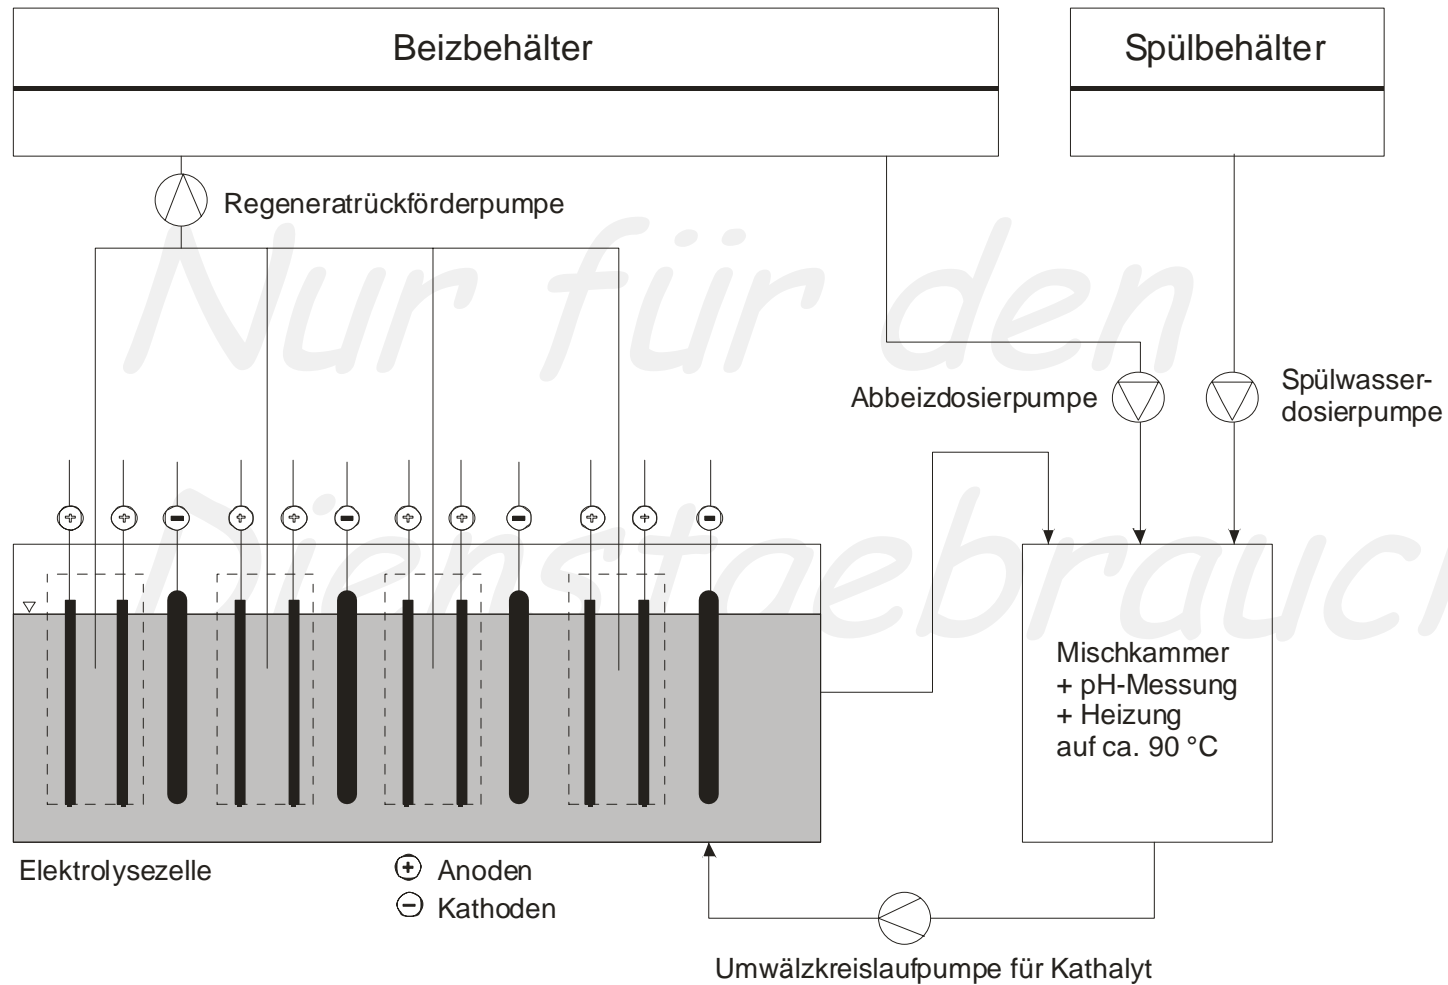 Beizbehälter
Spülbehälter
Regeneratrückförderpumpe
Nur für den
Abbeizdosierpumpe
Spülwasser-
dosierpumpe
+ + - + + - + + - + + -
Dienstgebrauch
Mischkammer
+ pH-Messung
+ Heizung
auf ca. 90 °C
Elektrolysezelle
+ Anoden
- Kathoden
Umwälzkreislaufpumpe für Kathalyt